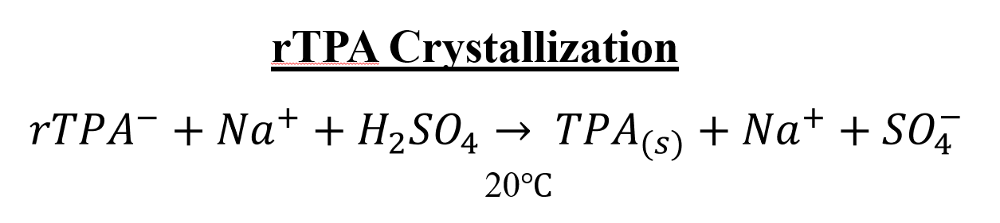 rTPA Crystallization
rTPA⁻ + Na⁺ + H₂SO₄ → TPA₍ₛ₎ + Na⁺ + SO₄⁻
20°C